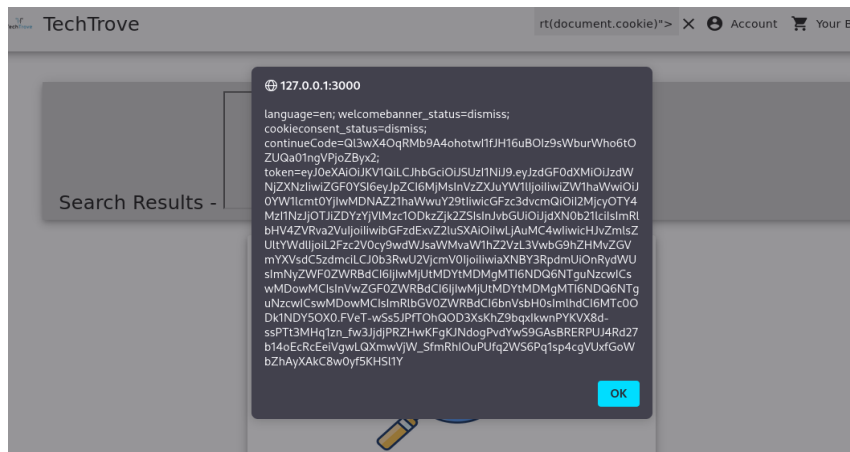 TechTrove
rt(document.cookie)">
Account
Your B
127.0.0.1:3000
language=en; welcomebanner_status=dismiss;
cookieconsent_status=dismiss;
continueCode=Ql3wX4OqRMb9A4ohotwI1fJH16uBOIz9sWburWho6tO
ZUQa01ngVPjoZByx2;
token=eyJ0eXAiOiJKV1QiLCJhbGciOiJSUzI1NiJ9.eyJzdGF0dXMiOiJzdW
NjZXNzIiwiZGF0YSI6eyJpZCI6MjMsInVzZXJuYW1lIjoiIiwiZW1haWwiOiJ
0YW1lcmt0YjIwMDNAZ21haWwuY29tIiwicGFzc3dvcmQiOiI2MjcyOTY4
MzI1NzJjOTJiZDYzYjVlMzc1ODkzZjk2ZSIsInJvbGUiOiJjdXN0b21lciIsImRl
bHV4ZVRva2VuIjoiIiwibGFzdExvZ2luSXAiOiIwLjAuMC4wIiwicHJvZmlsZ
UltYWdlIjoiL2Fzc2V0cy9wdWJsaWMvaW1hZ2VzL3VwbG9hZHMvZGV
mYXVsdC5zdmciLCJ0b3RwU2VjcmV0IjoiIiwiaXNBY3RpdmUiOnRydWU
sImNyZWF0ZWRBdCI6IjIwMjUtMDYtMDMgMTI6NDQ6NTguNzcwICs
wMDowMCIsInVwZGF0ZWRBdCI6IjIwMjUtMDYtMDMgMTI6NDQ6NTg
uNzcwICswMDowMCIsImRlbGV0ZWRBdCI6bnVsbH0sImlhdCI6MTc0O
Dk1NDY5OX0.FVeT-wSs5JPfTOhQOD3XsKhZ9bqxIkwnPYKVX8d-
ssPTt3MHq1zn_fw3JjdjPRZHwKFgKJNdogPvdYwS9GAsBRERPUJ4Rd27
b14oEcRcEeiVgwLQXmwVjW_SfmRhIOuPUfq2WS6Pq1sp4cgVUxfGoW
bZhAyXAkC8w0yf5KHSl1Y
Search Results -
OK